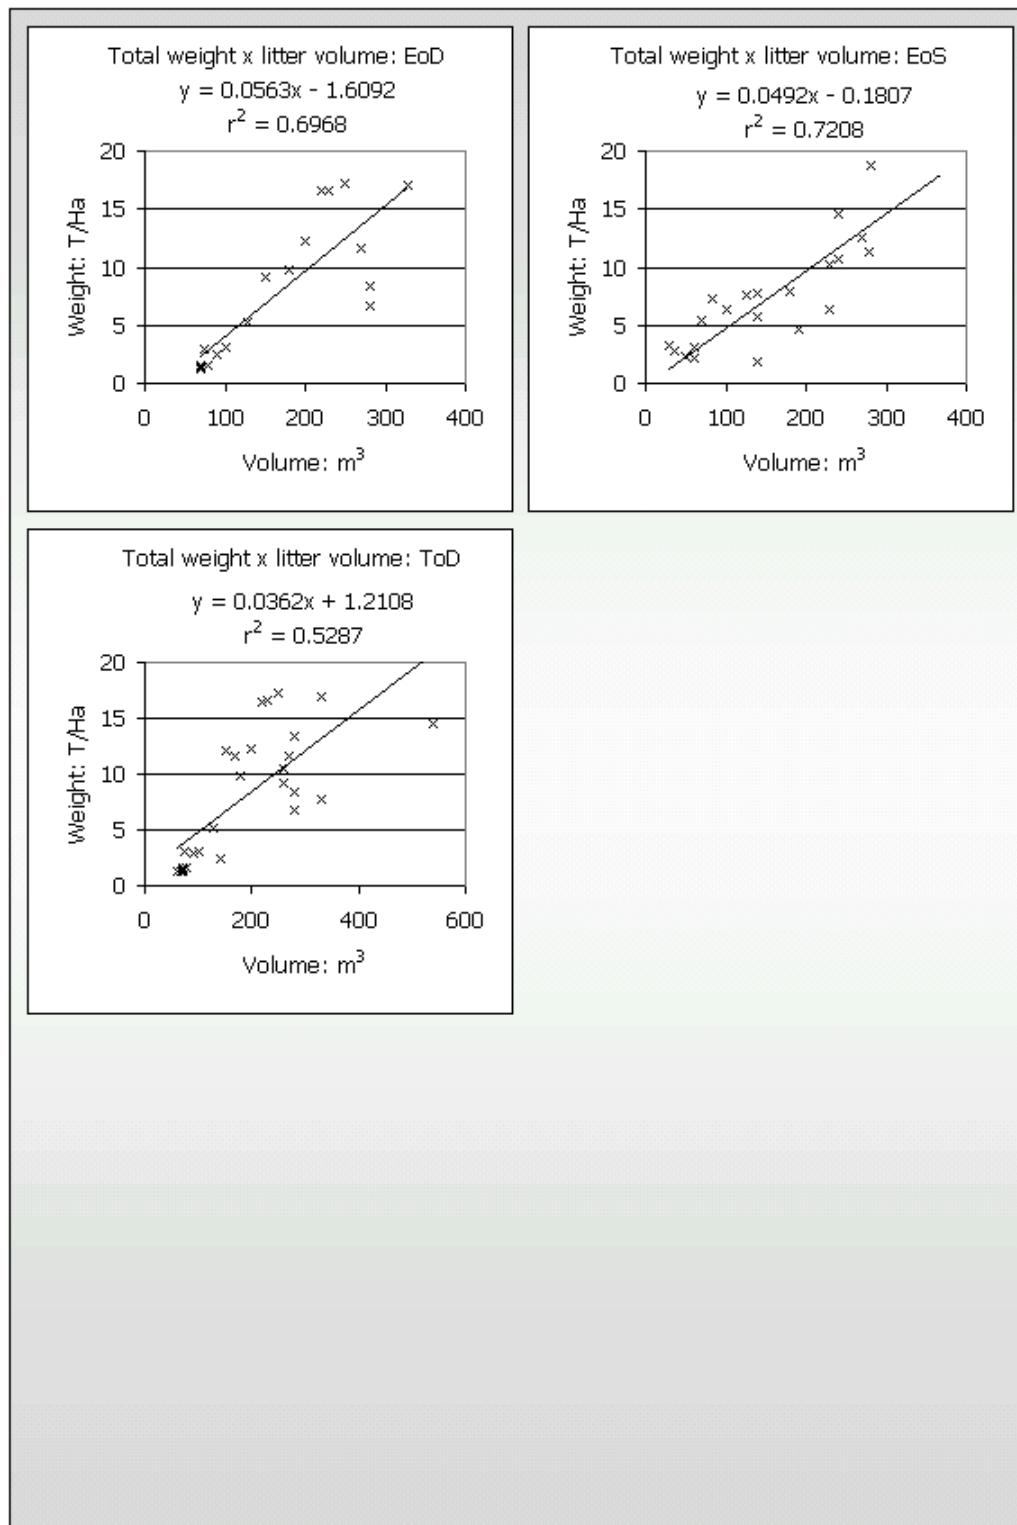 Total weight x litter volume: EoD
y = 0.0563x - 1.6092
r² = 0.6968
20
15
10
5
0
Weight: T/Ha
0 100 200 300 400
Volume: m³
Total weight x litter volume: EoS
y = 0.0492x - 0.1807
r² = 0.7208
20
15
10
5
0
Weight: T/Ha
0 100 200 300 400
Volume: m³
Total weight x litter volume: ToD
y = 0.0362x + 1.2108
r² = 0.5287
20
15
10
5
0
Weight: T/Ha
0 200 400 600
Volume: m³